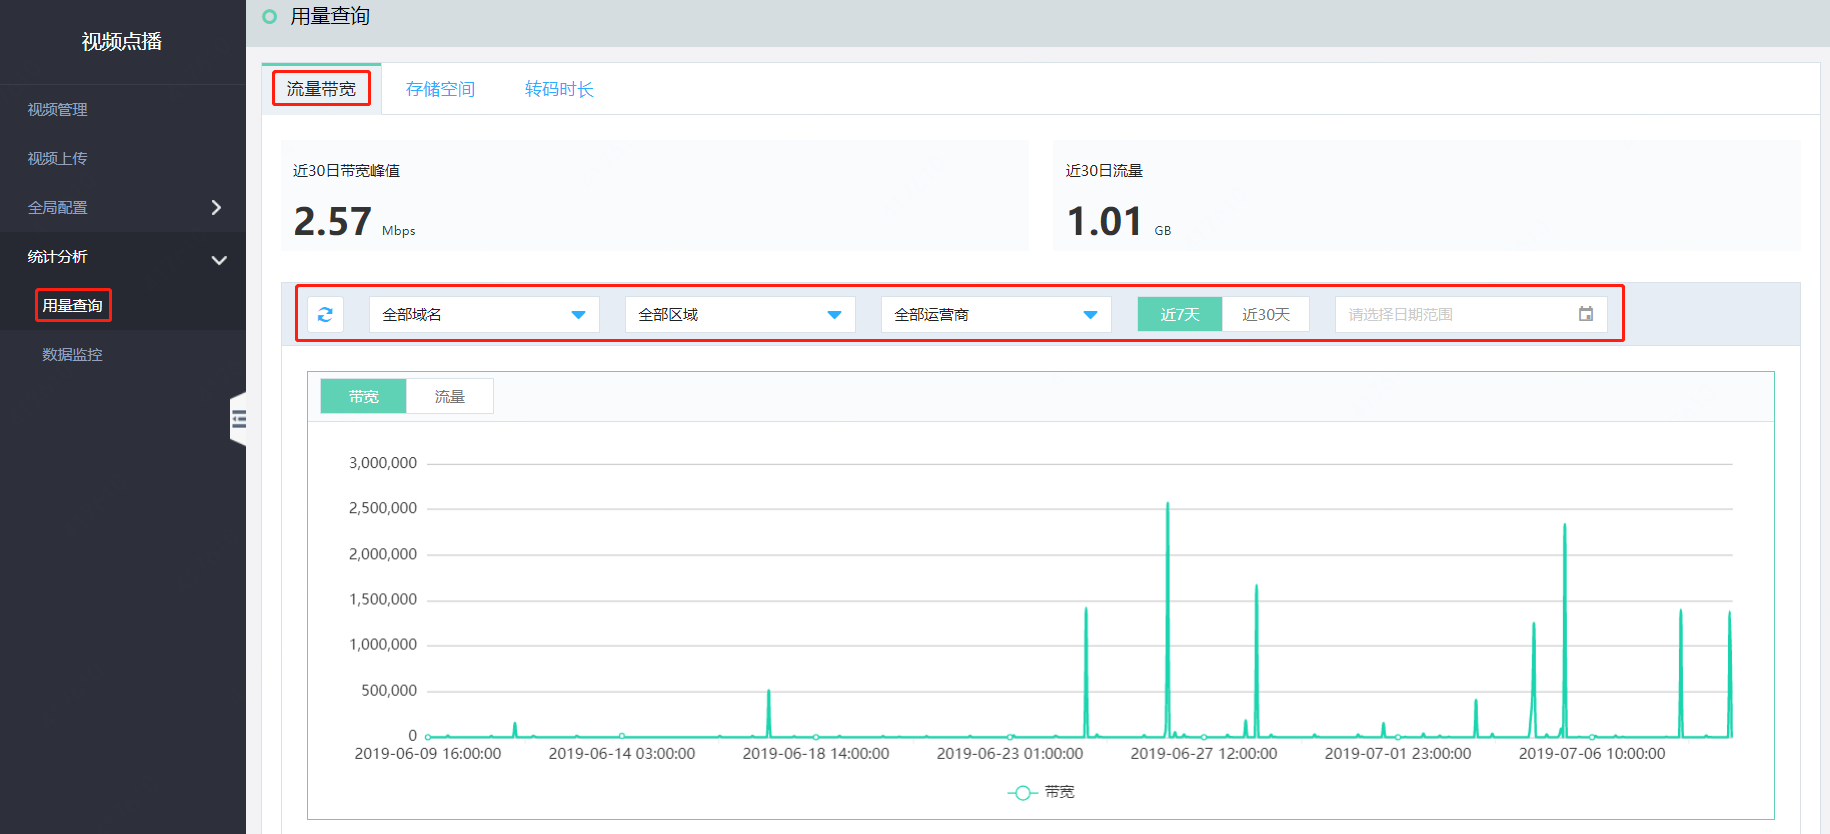 视频点播
视频管理
视频上传
全局配置
统计分析
用量查询
数据监控
用量查询
流量带宽 存储空间 转码时长
近30日带宽峰值
2.57 Mbps
近30日流量
1.01 GB
全部域名 全部区域 全部运营商 近7天 近30天 请选择日期范围
带宽 流量
3,000,000
2,500,000
2,000,000
1,500,000
1,000,000
500,000
0
2019-06-09 16:00:00 2019-06-14 03:00:00 2019-06-18 14:00:00 2019-06-23 01:00:00 2019-06-27 12:00:00 2019-07-01 23:00:00 2019-07-06 10:00:00
带宽